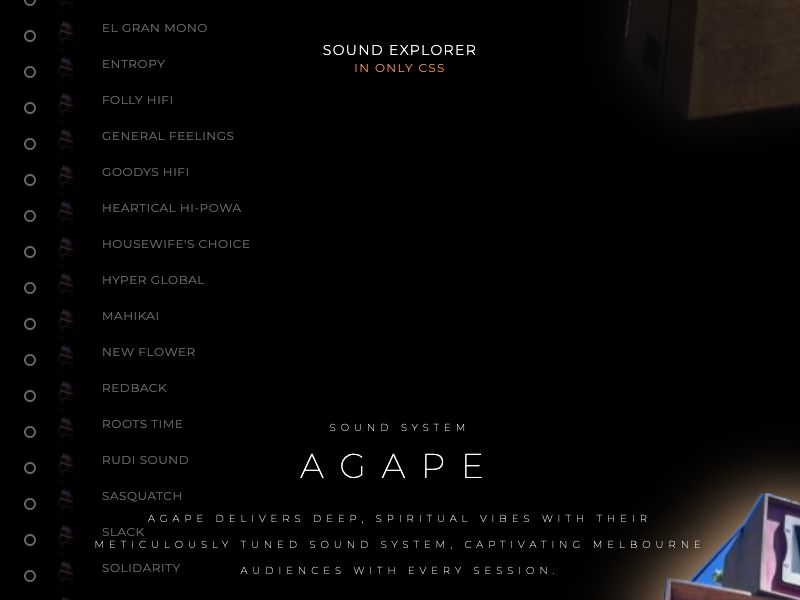 EL GRAN MONO
ENTROPY
FOLLY HIFI
GENERAL FEELINGS
GOODYS HIFI
HEARTICAL HI-POWA
HOUSEWIFE'S CHOICE
HYPER GLOBAL
MAHIKAI
NEW FLOWER
REDBACK
ROOTS TIME
RUDI SOUND
SASQUATCH
SLACK
SOLIDARITY
SOUND EXPLORER
IN ONLY CSS
SOUND SYSTEM
AGAPE
AGAPE DELIVERS DEEP, SPIRITUAL VIBES WITH THEIR
METICULOUSLY TUNED SOUND SYSTEM, CAPTIVATING MELBOURNE
AUDIENCES WITH EVERY SESSION.